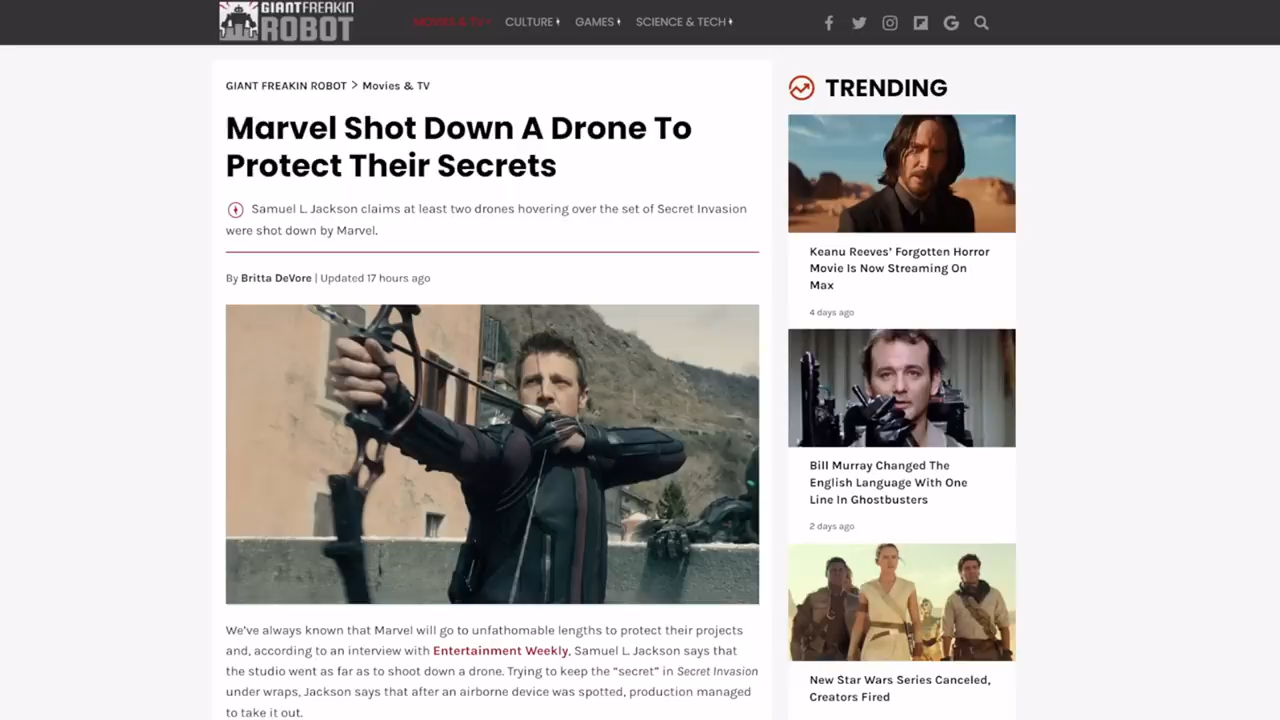 GIANT FREAKIN
ROBOT
MOVIES & TV
CULTURE
GAMES
SCIENCE & TECH
GIANT FREAKIN ROBOT > Movies & TV
Marvel Shot Down A Drone To
Protect Their Secrets
Samuel L. Jackson claims at least two drones hovering over the set of Secret Invasion
were shot down by Marvel.
By Britta DeVore | Updated 17 hours ago
We've always known that Marvel will go to unfathomable lengths to protect their projects
and, according to an interview with Entertainment Weekly, Samuel L. Jackson says that
the studio went as far as to shoot down a drone. Trying to keep the “secret” in Secret Invasion
under wraps, Jackson says that after an airborne device was spotted, production managed
to take it out.
TRENDING
Keanu Reeves’ Forgotten Horror
Movie Is Now Streaming On
Max
4 days ago
Bill Murray Changed The
English Language With One
Line In Ghostbusters
2 days ago
New Star Wars Series Canceled,
Creators Fired